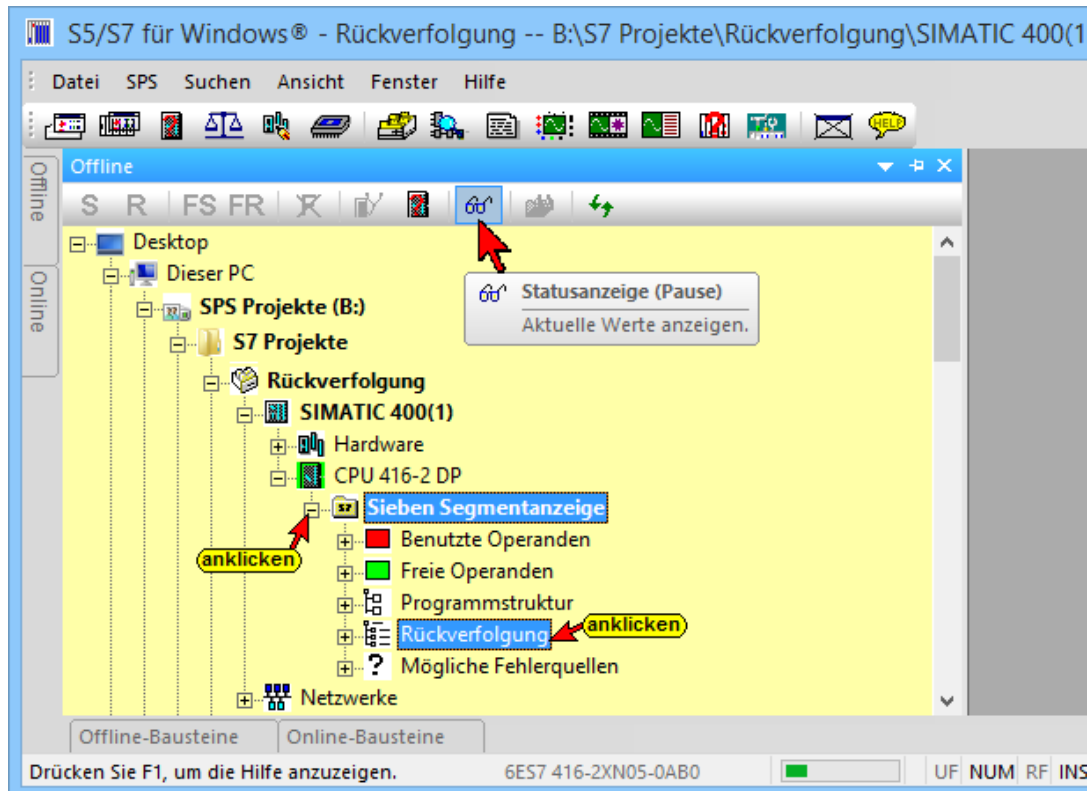 S5/S7 für Windows® - Rückverfolgung -- B:\S7 Projekte\Rückverfolgung\SIMATIC 400(1
Datei SPS Suchen Ansicht Fenster Hilfe
HELP
Offline
Offline
S R FS FR
Desktop
Dieser PC
Statusanzeige (Pause)
Aktuelle Werte anzeigen.
Online
SPS Projekte (B:)
S7 Projekte
Rückverfolgung
SIMATIC 400(1)
Hardware
CPU 416-2 DP
Sieben Segmentanzeige
anklicken
Benutzte Operanden
Freie Operanden
Programmstruktur
Rückverfolgung
anklicken
? Mögliche Fehlerquellen
Netzwerke
Offline-Bausteine Online-Bausteine
Drücken Sie F1, um die Hilfe anzuzeigen. 6ES7 416-2XN05-0AB0 UF NUM RF INS